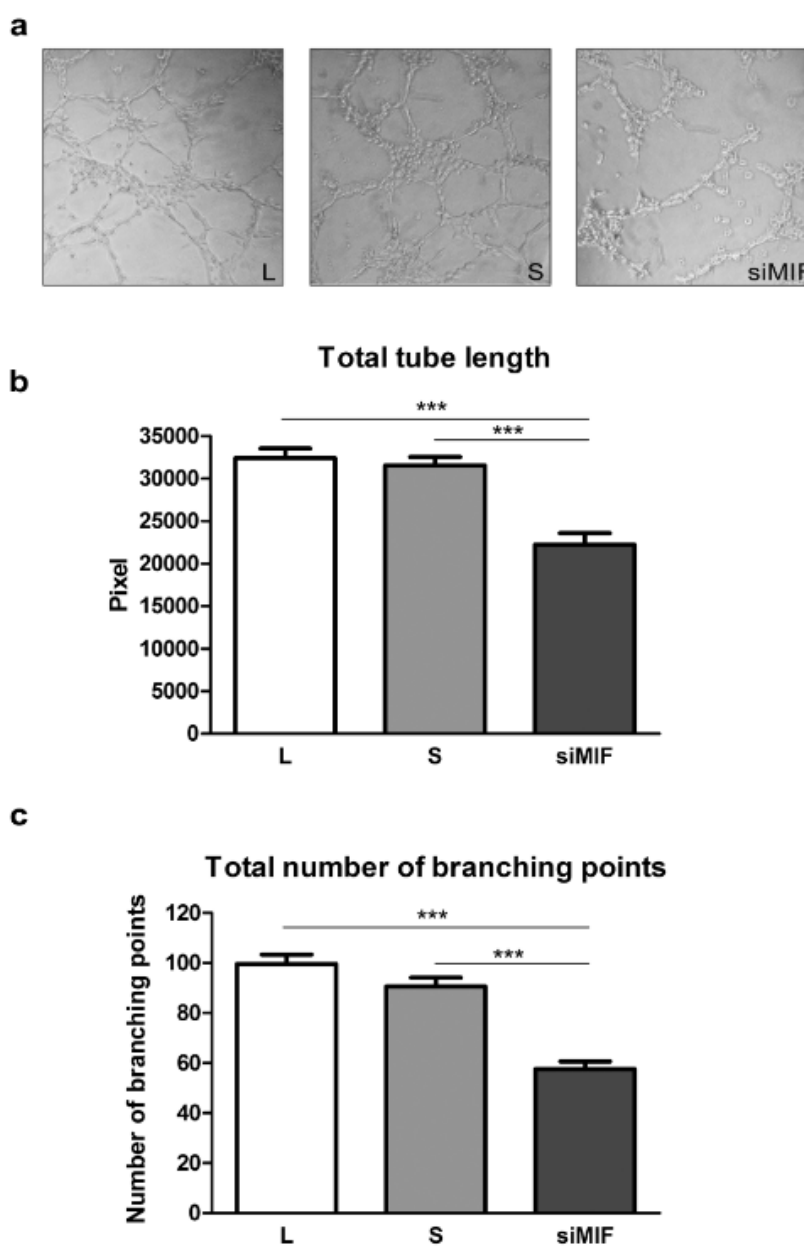 a
L
S
siMIF
Total tube length
b
***
***
35000
30000
25000
20000
15000
10000
5000
0
Pixel
L
S
siMIF
c
Total number of branching points
***
***
120
100
80
60
40
20
0
Number of branching points
L
S
siMIF